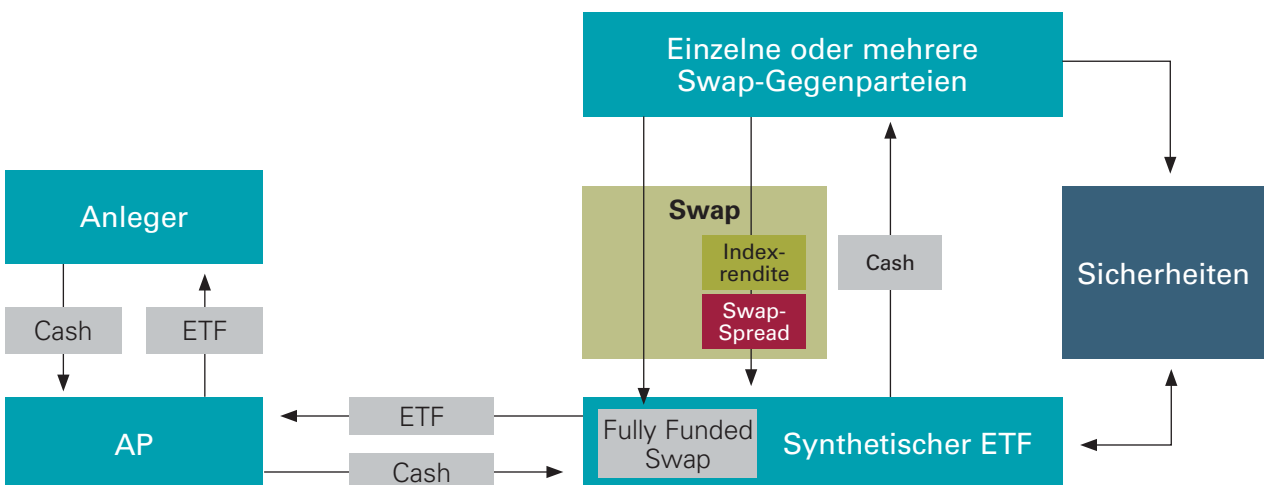 Einzelne oder mehrere
Swap-Gegenparteien
Anleger
Swap
Index-
rendite
Cash
Sicherheiten
Swap-
Spread
Cash
ETF
AP
ETF
Cash
Fully Funded
Swap
Synthetischer ETF